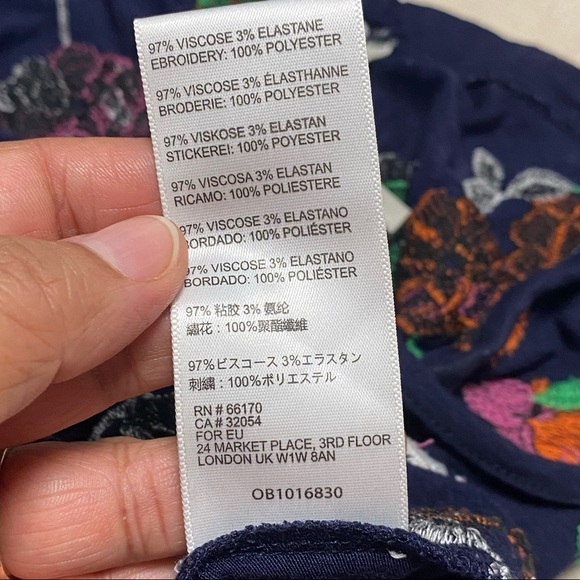 97% VISCOSE 3% ELASTANE
EBROIDERY: 100% POLYESTER
97% VISCOSE 3% ÉLASTHANNE
BRODERIE: 100% POLYESTER
97% VISKOSE 3% ELASTAN
STICKEREI: 100% POLYESTER
97% VISCOSA 3% ELASTAN
RICAMO: 100% POLIESTERE
97% VISCOSE 3% ELASTANO
BORDADO: 100% POLIÉSTER
97% VISCOSE 3% ELASTANO
BORDADO: 100% POLIÉSTER
97% 粘胶 3% 氨纶
繡花：100%聚酯纖維
97%ビスコース 3%エラスタン
刺繍：100%ポリエステル
RN # 66170
CA # 32054
FOR EU
24 MARKET PLACE, 3RD FLOOR
LONDON UK W1W 8AN
OB1016830